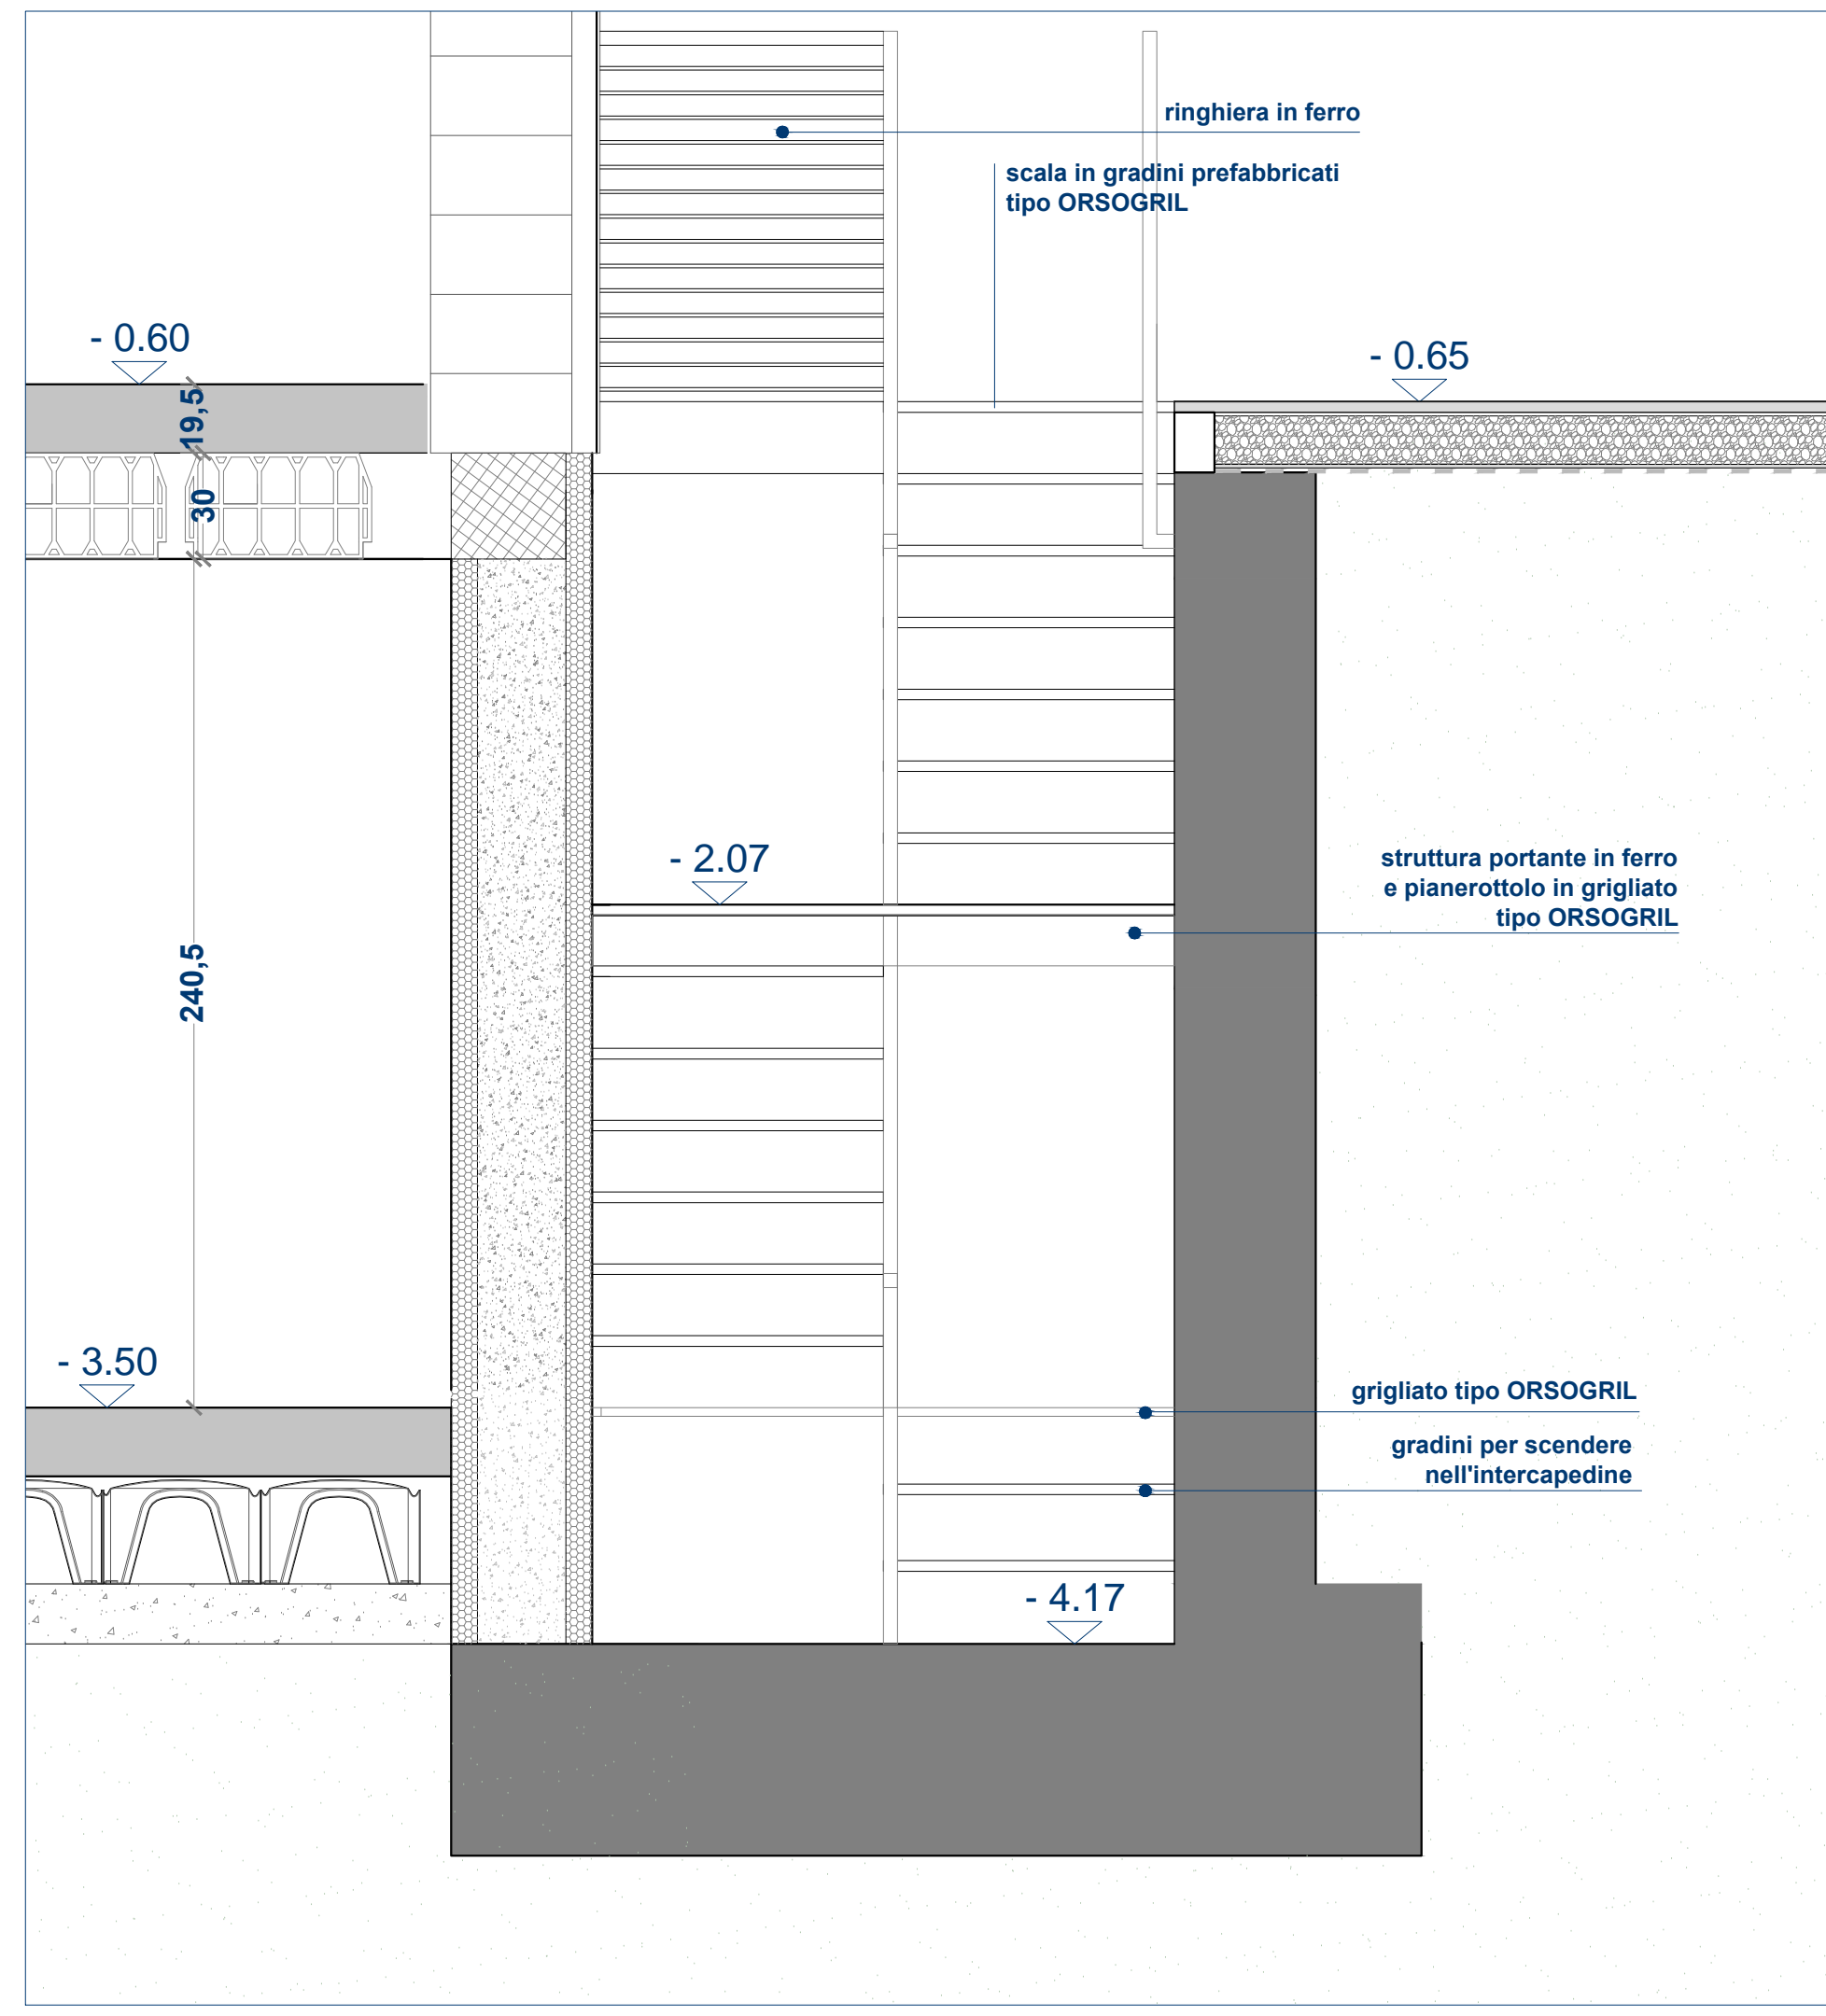 ringhiera in ferro
scala in gradini prefabbricati
tipo ORSOGRIL
- 0.60
- 0.65
19,5
30
- 2.07
struttura portante in ferro
e pianerottolo in grigliato
tipo ORSOGRIL
240,5
- 3.50
grigliato tipo ORSOGRIL
gradini per scendere
nell'intercapedine
- 4.17